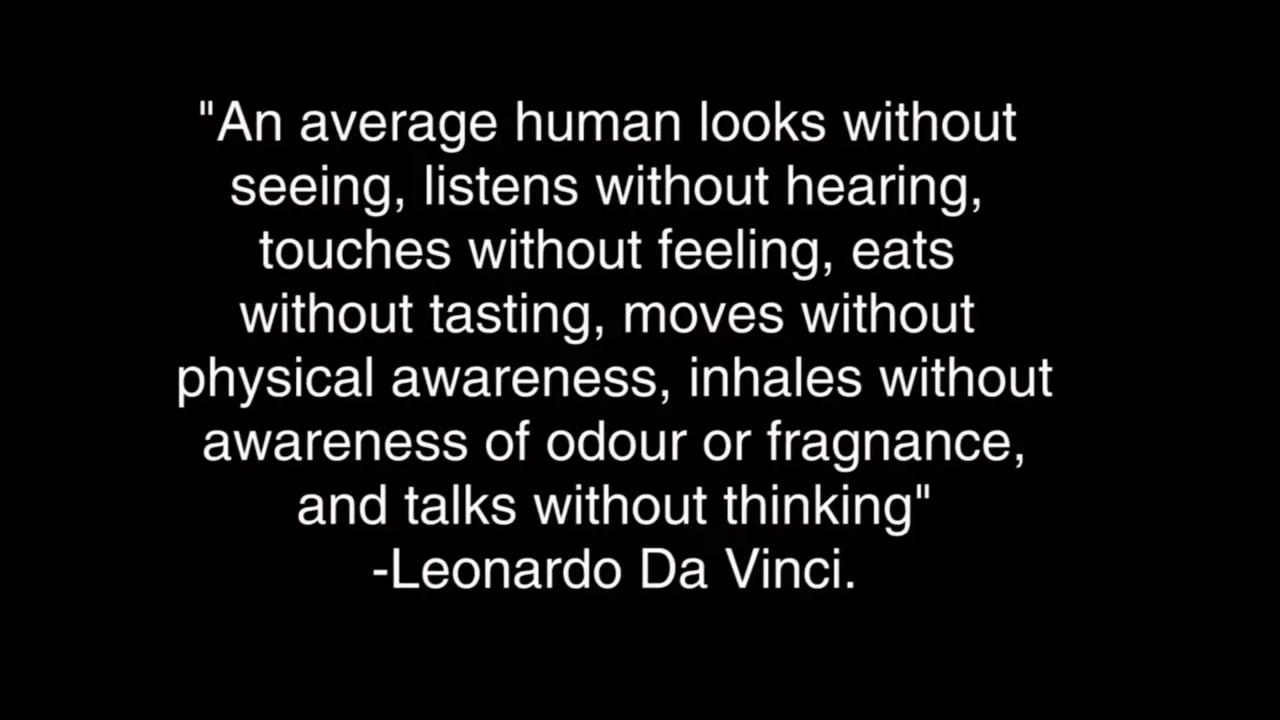 "An average human looks without
seeing, listens without hearing,
touches without feeling, eats
without tasting, moves without
physical awareness, inhales without
awareness of odour or fragnance,
and talks without thinking"
-Leonardo Da Vinci.